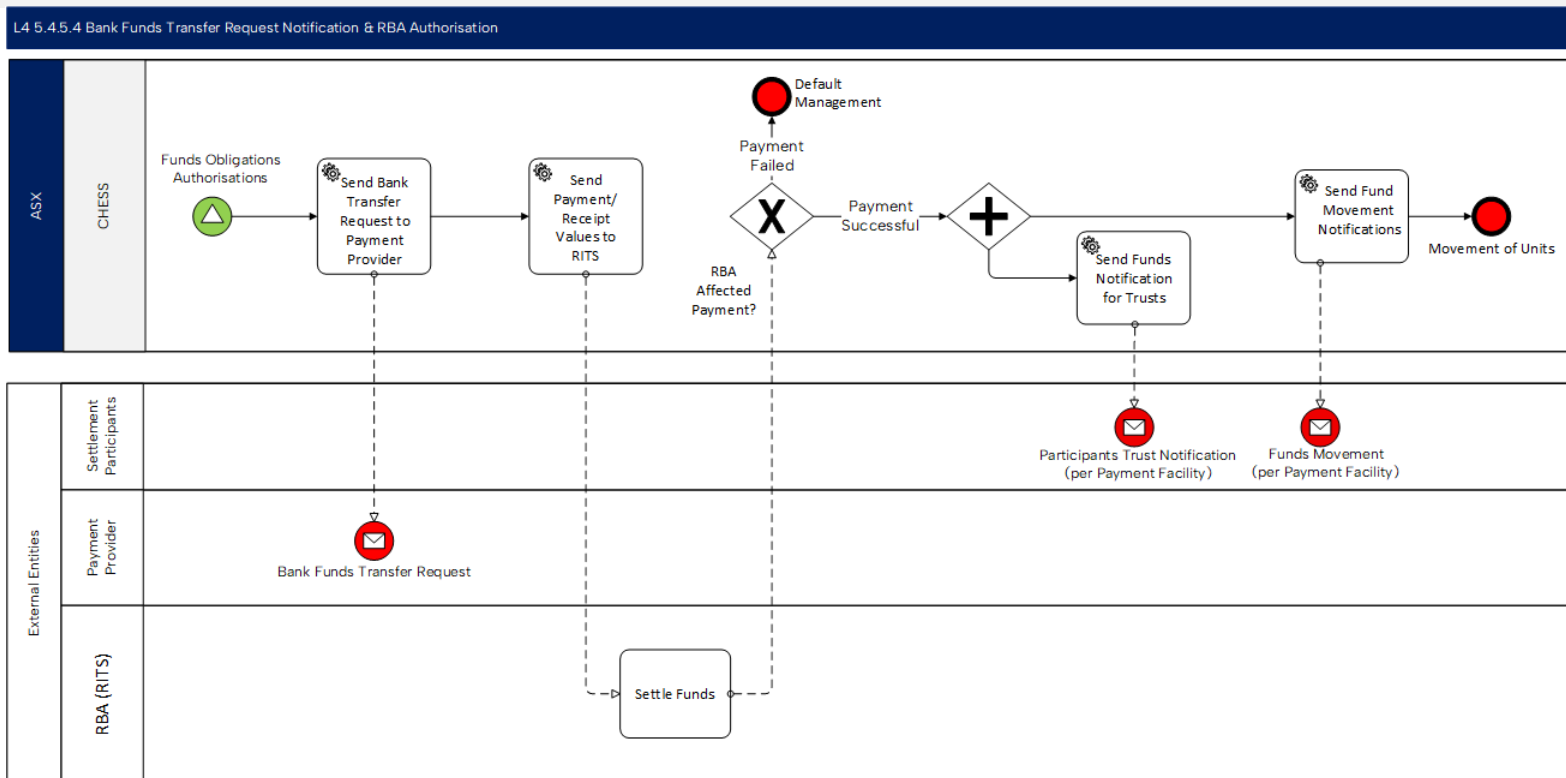 L4 5.4.5.4 Bank Funds Transfer Request Notification & RBA Authorisation
ASX
CHESS
Funds Obligations
Authorisations
Send Bank
Transfer
Request to
Payment
Provider
Send
Payment/
Receipt
Values to
RITS
Default
Management
Payment
Failed
X
Payment
Successful
RBA
Affected
Payment?
Send Funds
Notification
for Trusts
Send Fund
Movement
Notifications
Movement of Units
External Entities
Settlement
Participants
Participants Trust Notification
(per Payment Facility)
Funds Movement
(per Payment Facility)
Payment
Provider
Bank Funds Transfer Request
RBA (RITS)
Settle Funds